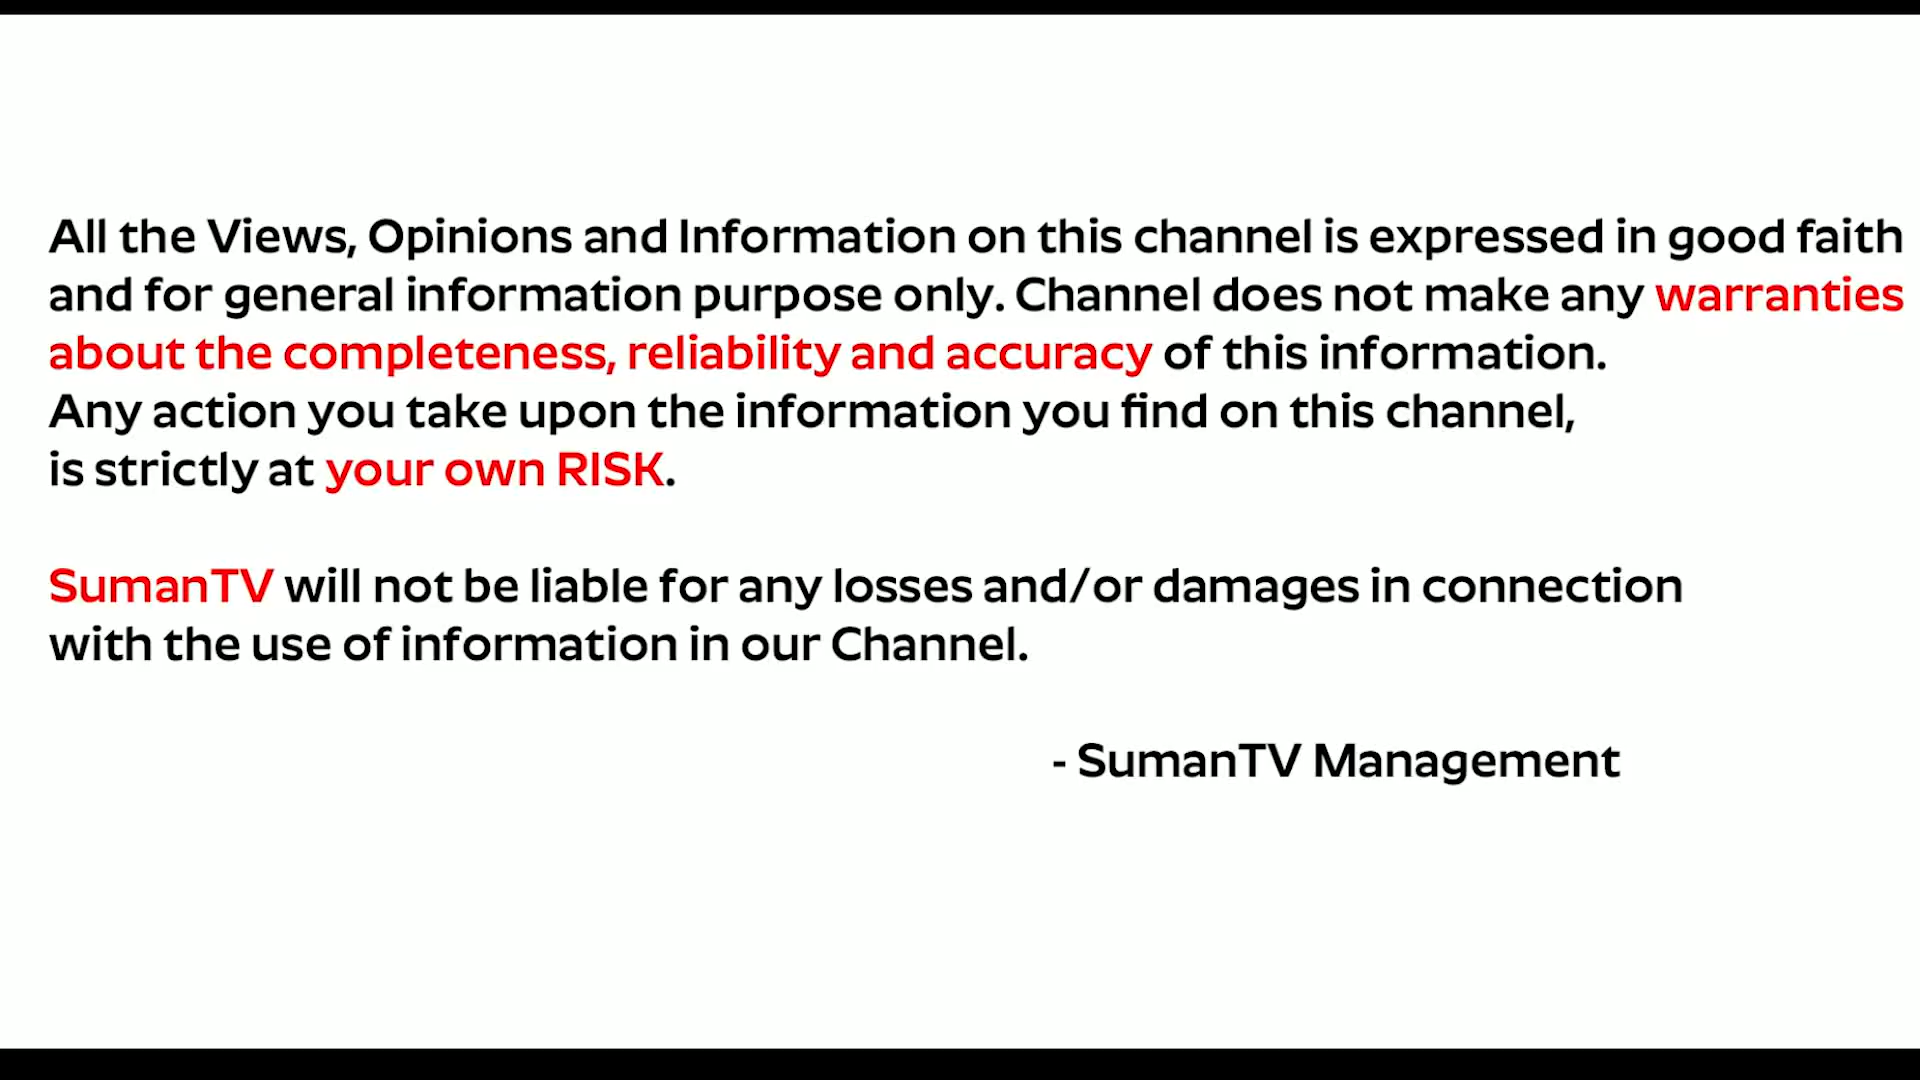 All the Views, Opinions and Information on this channel is expressed in good faith
and for general information purpose only. Channel does not make any warranties
about the completeness, reliability and accuracy of this information.
Any action you take upon the information you find on this channel,
is strictly at your own RISK.
SumanTV will not be liable for any losses and/or damages in connection
with the use of information in our Channel.
- SumanTV Management